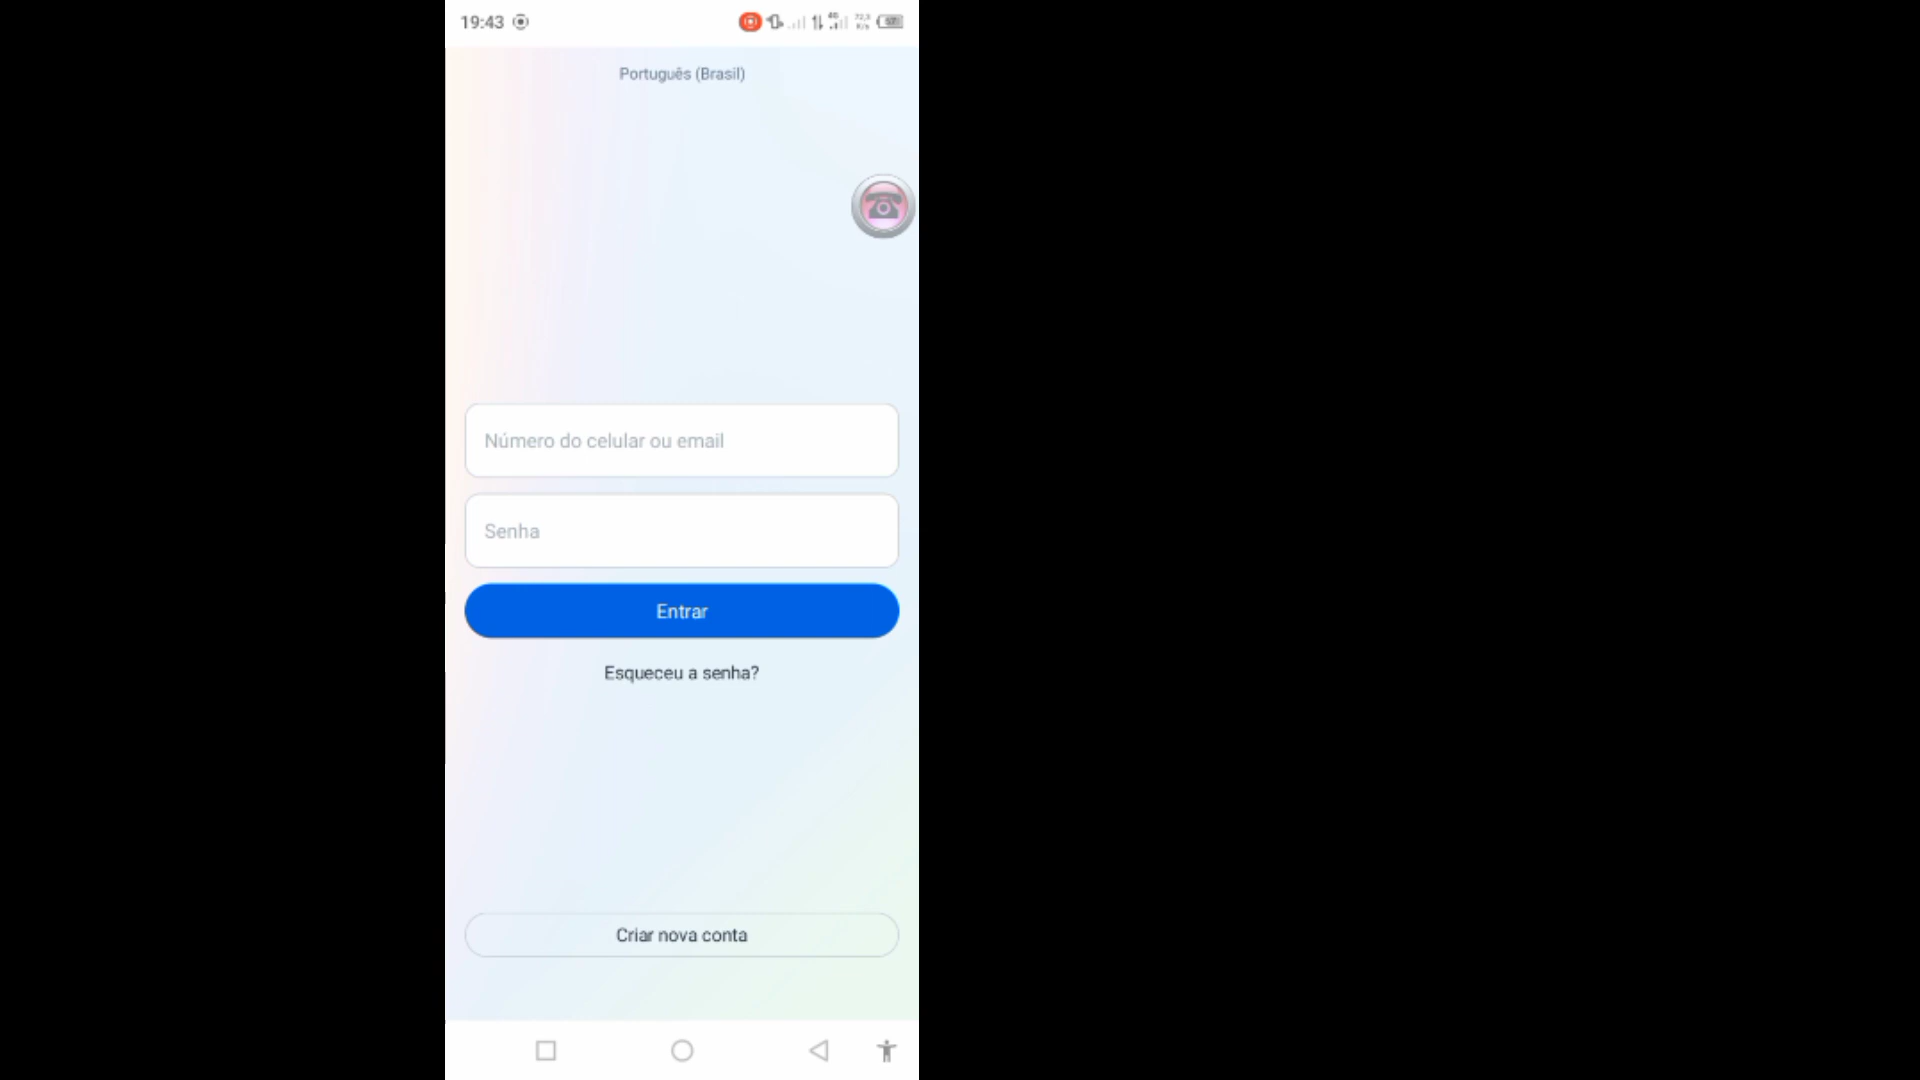 19:43
Português (Brasil)
Número do celular ou email
Senha
Entrar
Esqueceu a senha?
Criar nova conta